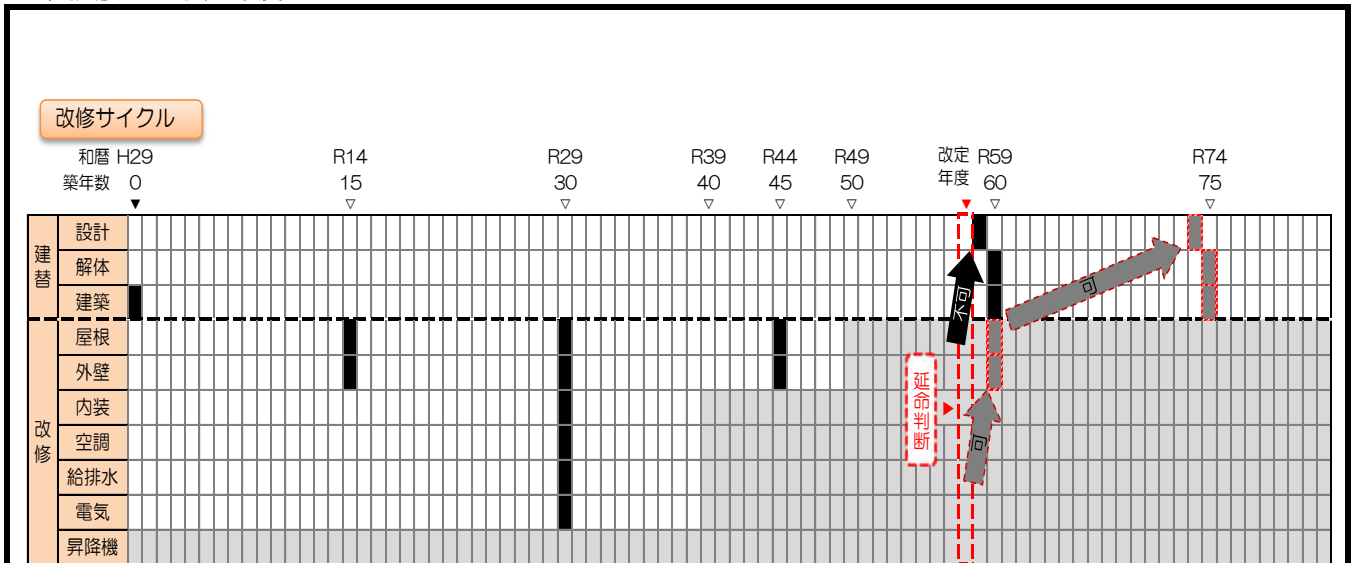 改修サイクル
和暦 H29 R14 R29 R39 R44 R49 改定 R59 R74
築年数 0 15 30 40 45 50 年度 60 75
建替
設計
解体
建築
改修
屋根
外壁
内装
空調
給排水
電気
昇降機
不可
可
延命判断
可